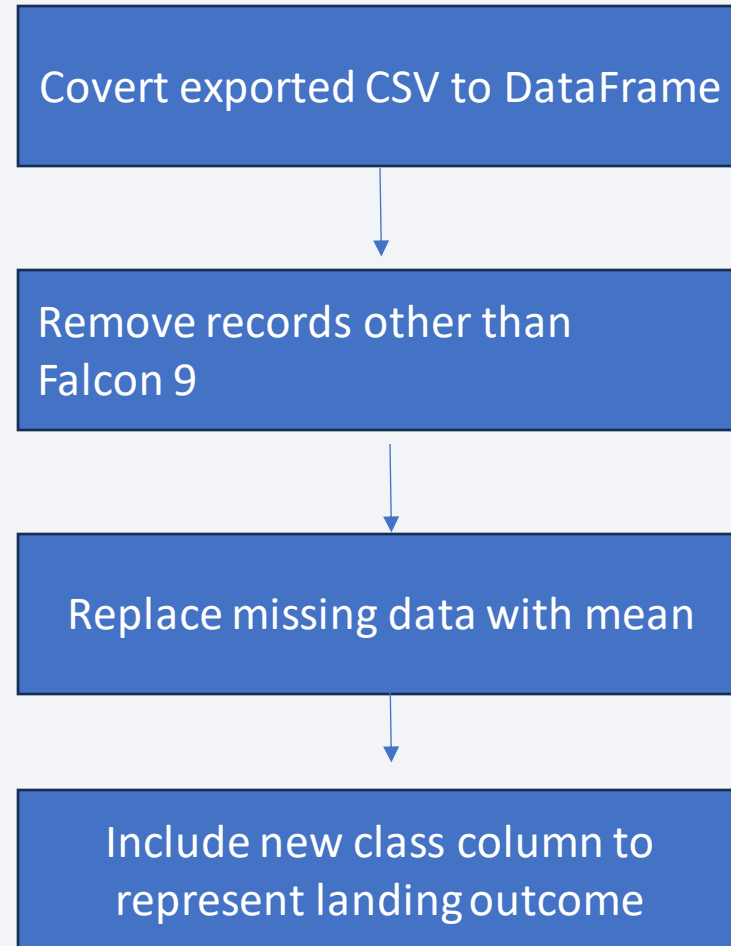 Covert exported CSV to DataFrame
Remove records other than
Falcon 9
Replace missing data with mean
Include new class column to
represent landing outcome